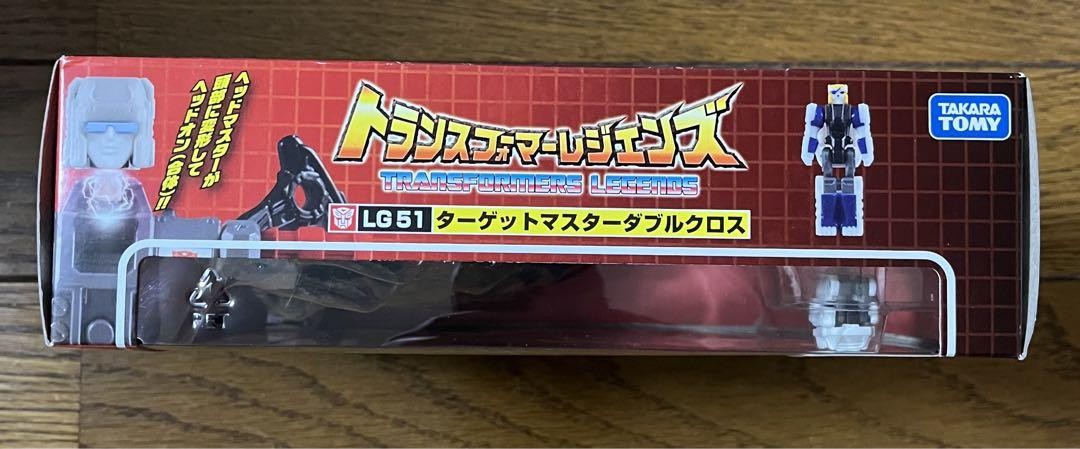 ヘッドマスターが
頭部に変形して
ヘッドオン(合体)!!
トランスフォーマーレジェンズ
TRANSFORMERS LEGENDS
LG51 ターゲットマスターダブルクロス
TAKARA
TOMY